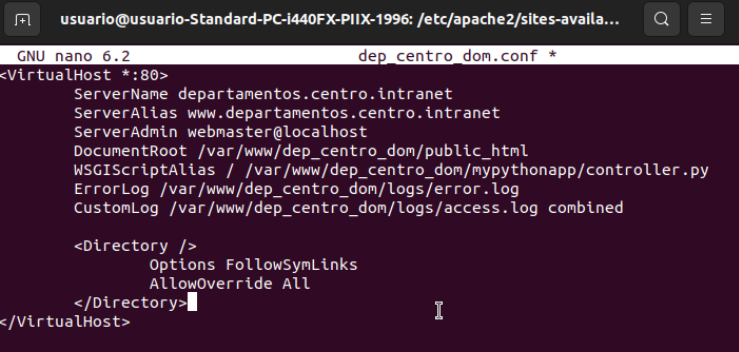 usuario@usuario-Standard-PC-i440FX-PIIX-1996: /etc/apache2/sites-availa...
GNU nano 6.2 dep_centro_dom.conf *
<VirtualHost *:80>
        ServerName departamentos.centro.intranet
        ServerAlias www.departamentos.centro.intranet
        ServerAdmin webmaster@localhost
        DocumentRoot /var/www/dep_centro_dom/public_html
        WSGIScriptAlias / /var/www/dep_centro_dom/mypythonapp/controller.py
        ErrorLog /var/www/dep_centro_dom/logs/error.log
        CustomLog /var/www/dep_centro_dom/logs/access.log combined
        <Directory />
                Options FollowSymLinks
                AllowOverride All
        </Directory>
</VirtualHost>